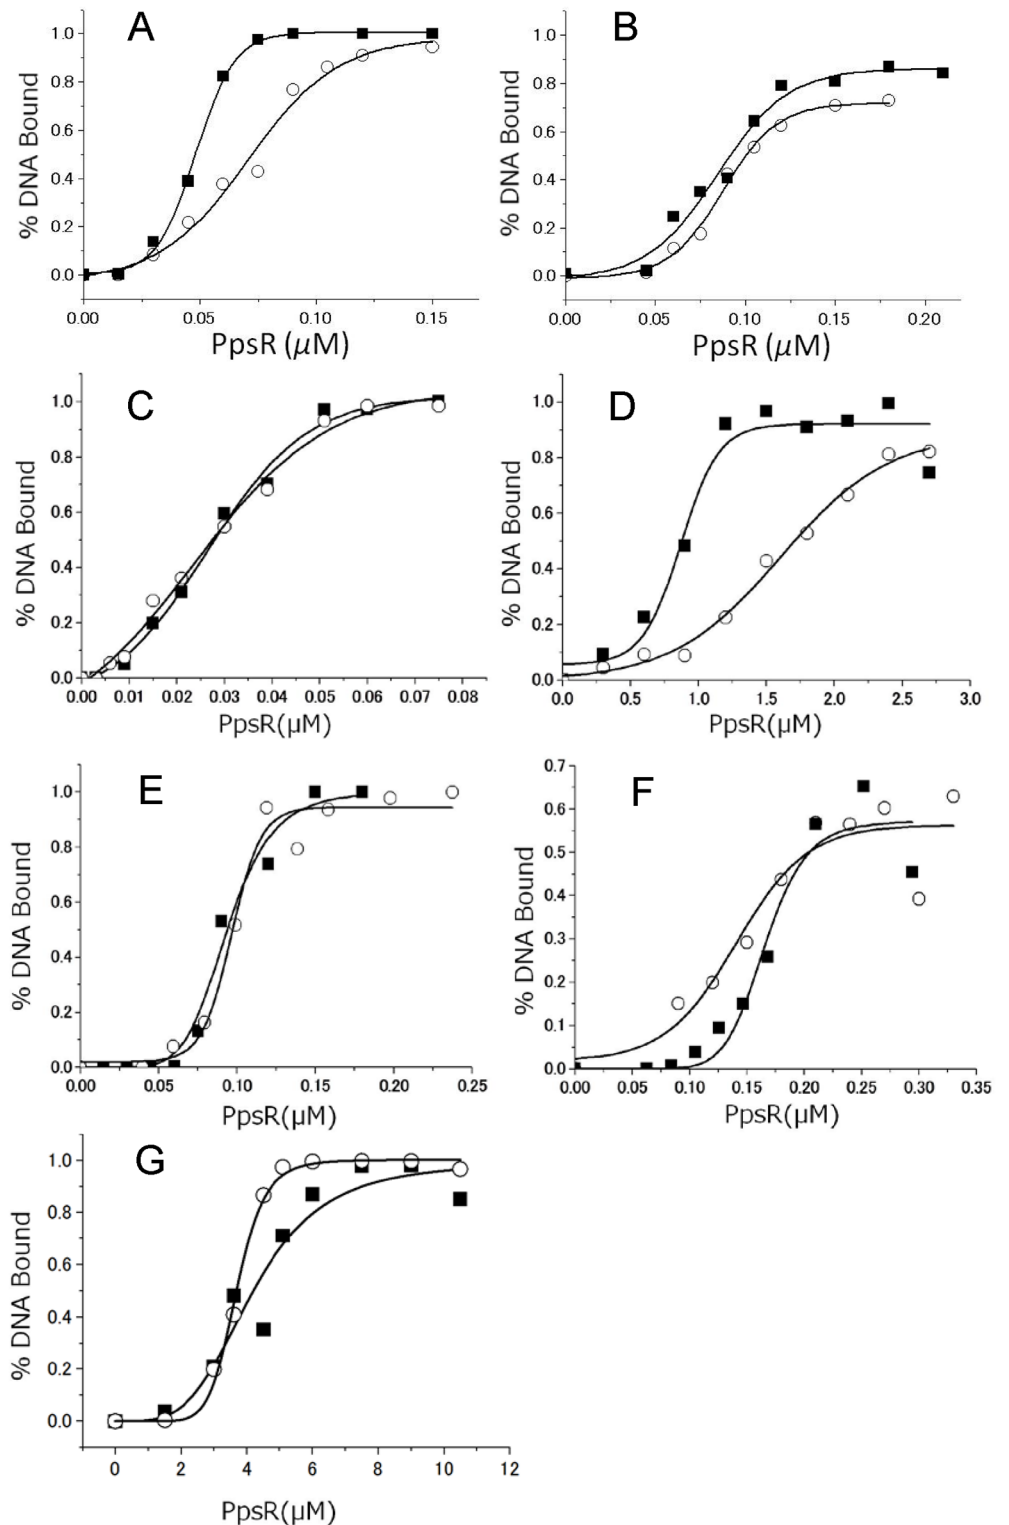 A
% DNA Bound
1.0
0.8
0.6
0.4
0.2
0.0
0.00 0.05 0.10 0.15
PpsR (μM)
B
% DNA Bound
1.0
0.8
0.6
0.4
0.2
0.0
0.00 0.05 0.10 0.15 0.20
PpsR (μM)
C
% DNA Bound
1.0
0.8
0.6
0.4
0.2
0.0
0.00 0.01 0.02 0.03 0.04 0.05 0.06 0.07 0.08
PpsR(μM)
D
% DNA Bound
1.0
0.8
0.6
0.4
0.2
0.0
0.0 0.5 1.0 1.5 2.0 2.5 3.0
PpsR(μM)
E
% DNA Bound
1.0
0.8
0.6
0.4
0.2
0.0
0.00 0.05 0.10 0.15 0.20 0.25
PpsR(μM)
F
% DNA Bound
0.7
0.6
0.5
0.4
0.3
0.2
0.1
0.0
0.00 0.05 0.10 0.15 0.20 0.25 0.30 0.35
PpsR(μM)
G
% DNA Bound
1.0
0.8
0.6
0.4
0.2
0.0
0 2 4 6 8 10 12
PpsR(μM)